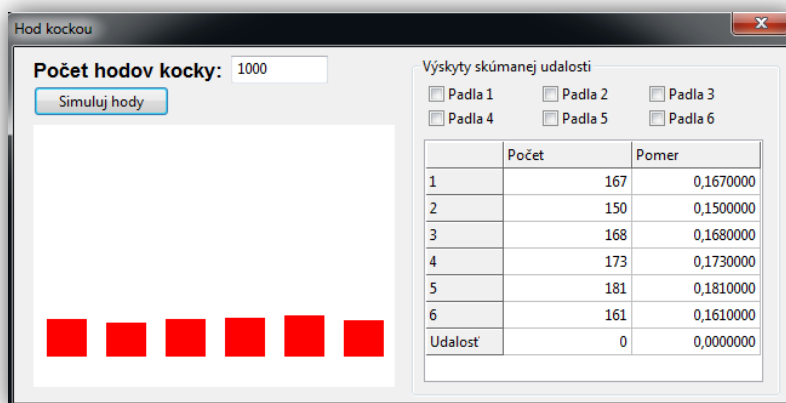 Hod kockou
Počet hodov kocky: 1000
Simuluj hody
Výskyty skúmanej udalosti
Padla 1 Padla 2 Padla 3
Padla 4 Padla 5 Padla 6
Počet Pomer
1 167 0,1670000
2 150 0,1500000
3 168 0,1680000
4 173 0,1730000
5 181 0,1810000
6 161 0,1610000
Udalosť 0 0,0000000